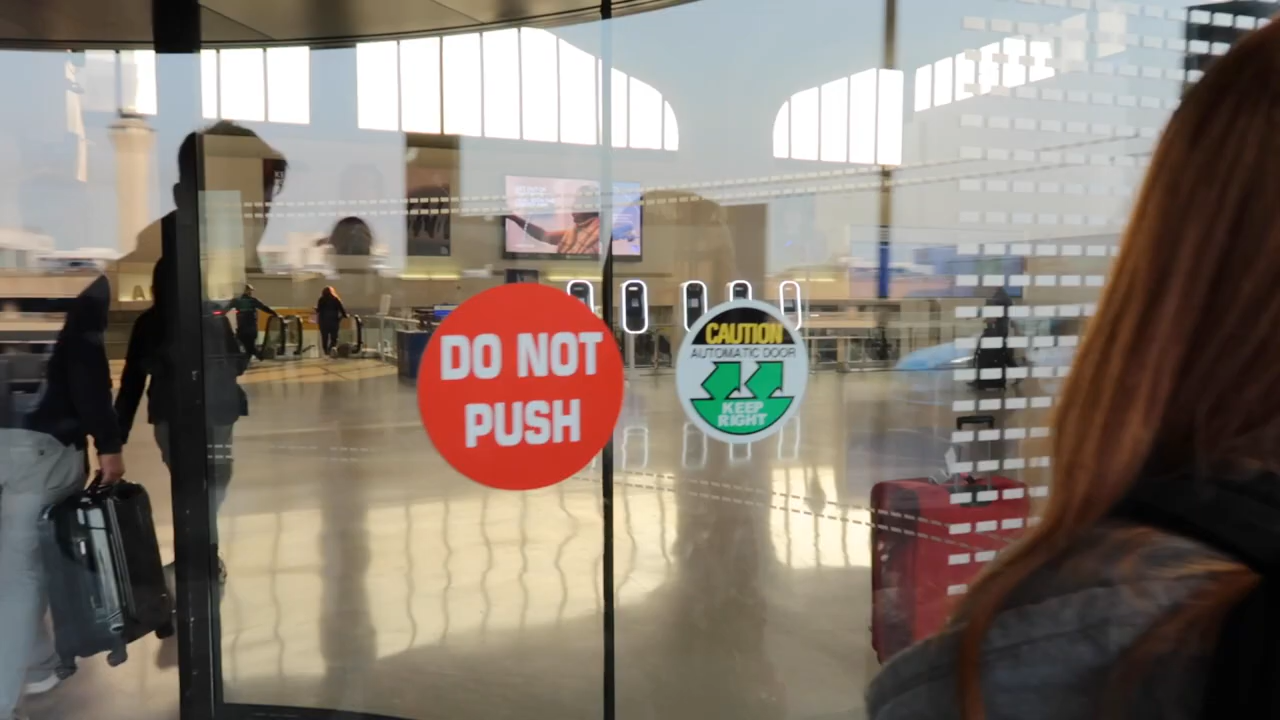 DO NOT
PUSH
CAUTION
AUTOMATIC DOOR
KEEP
RIGHT